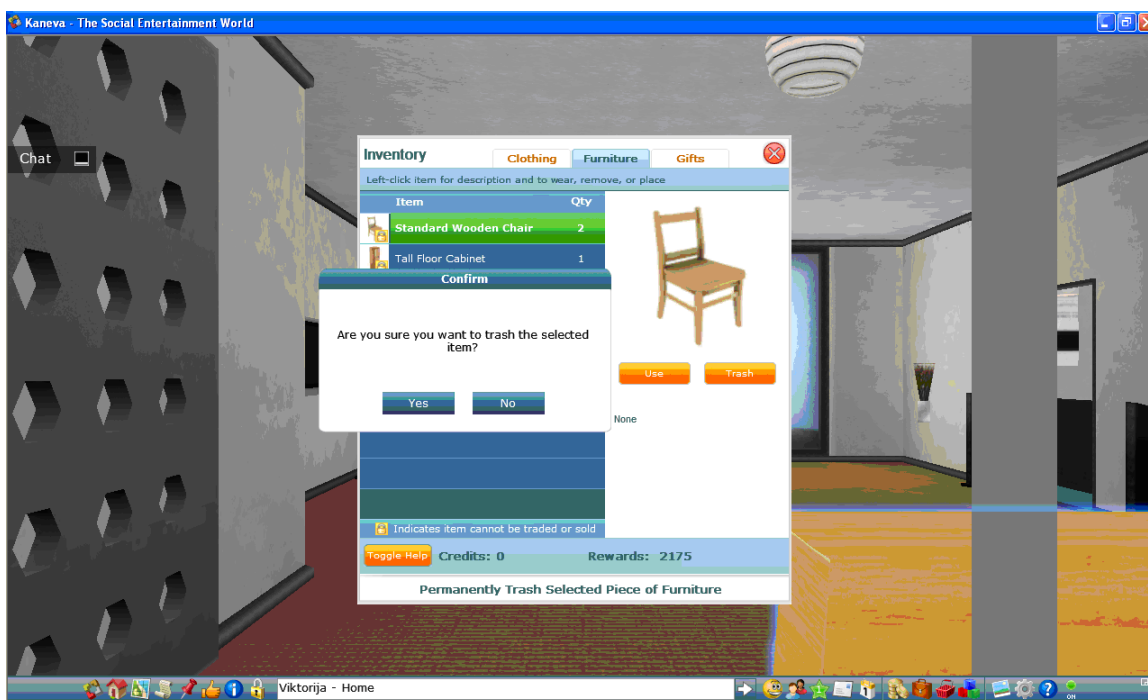 Kaneva - The Social Entertainment World
Chat
Inventory
Clothing
Furniture
Gifts
Left-click item for description and to wear, remove, or place
Item Qty
Standard Wooden Chair 2
Tall Floor Cabinet 1
Confirm
Are you sure you want to trash the selected
item?
Yes No
Use Trash
None
Indicates item cannot be traded or sold
Toggle Help Credits: 0 Rewards: 2175
Permanently Trash Selected Piece of Furniture
Viktorija - Home
ON